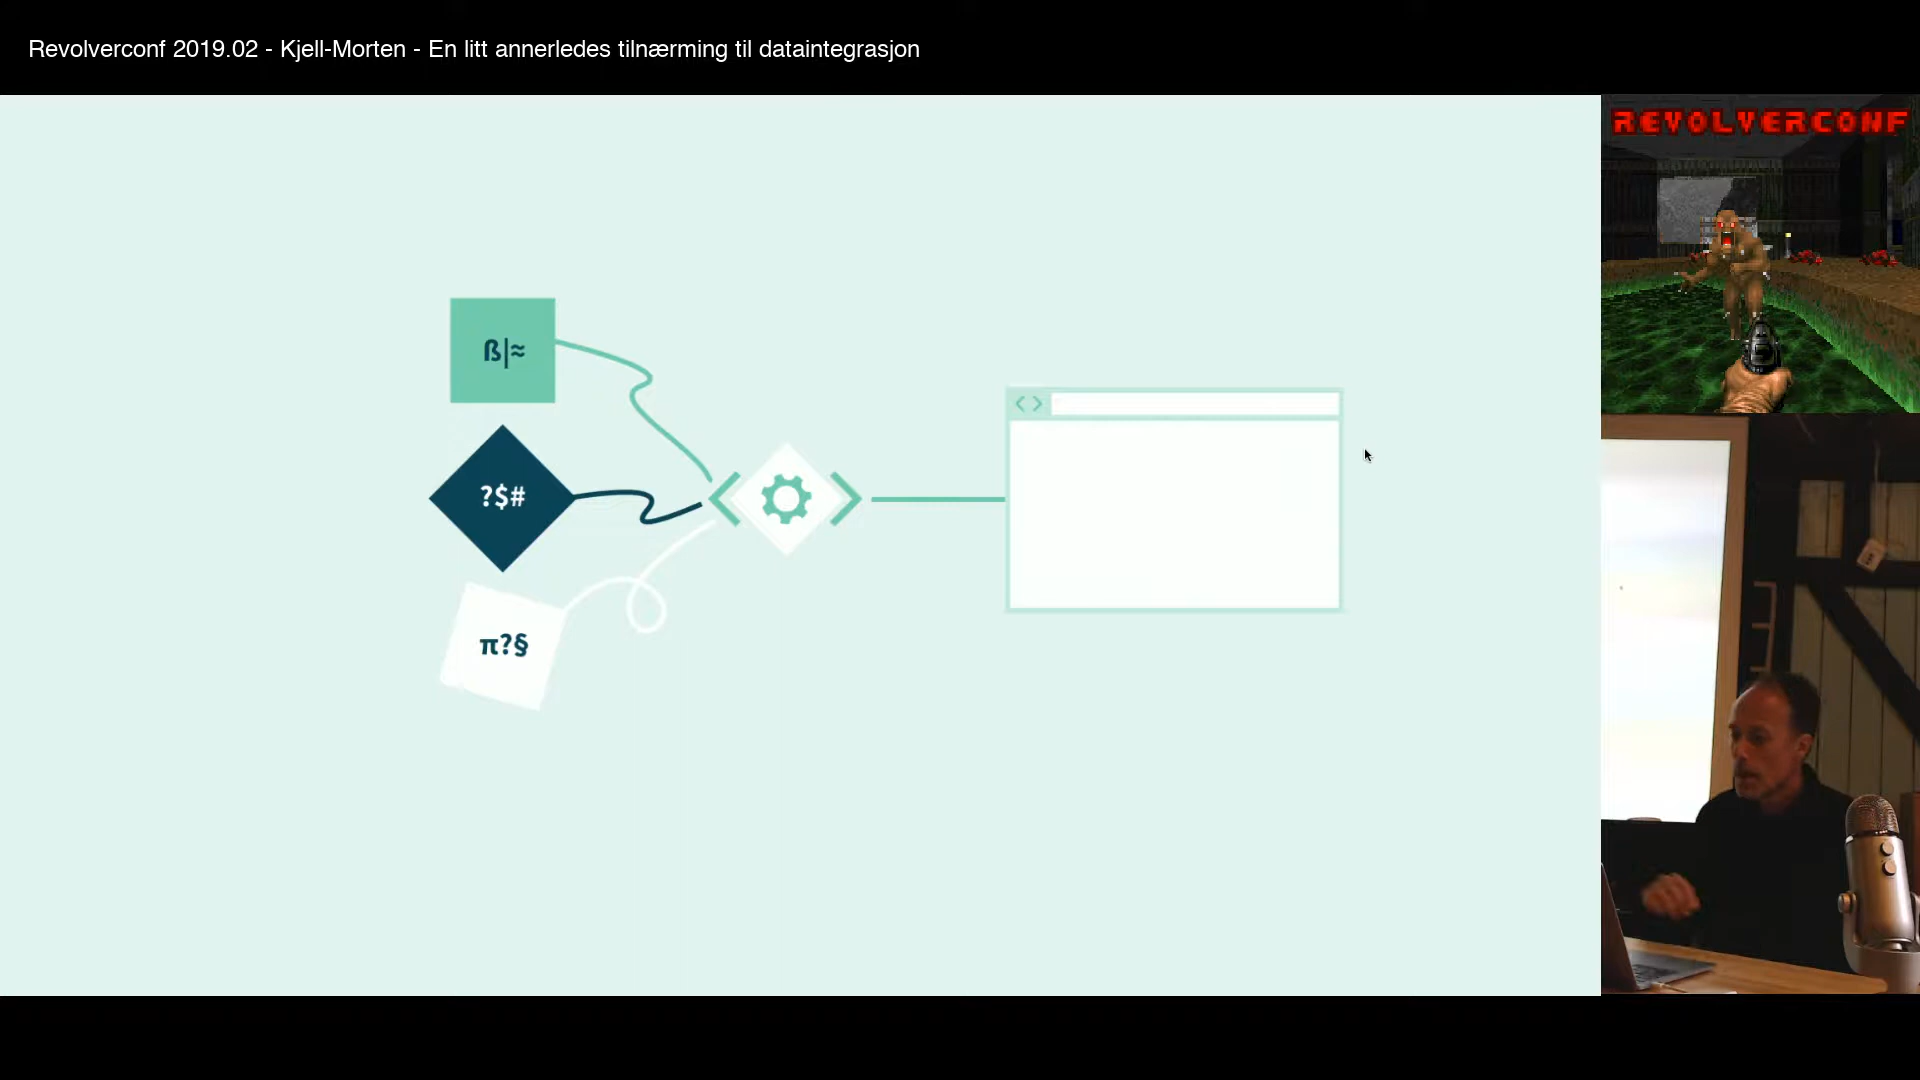 Revolverconf 2019.02 - Kjell-Morten - En litt annerledes tilnærming til dataintegrasjon
REVOLVERCONF
ß|≈
?$#
π?§